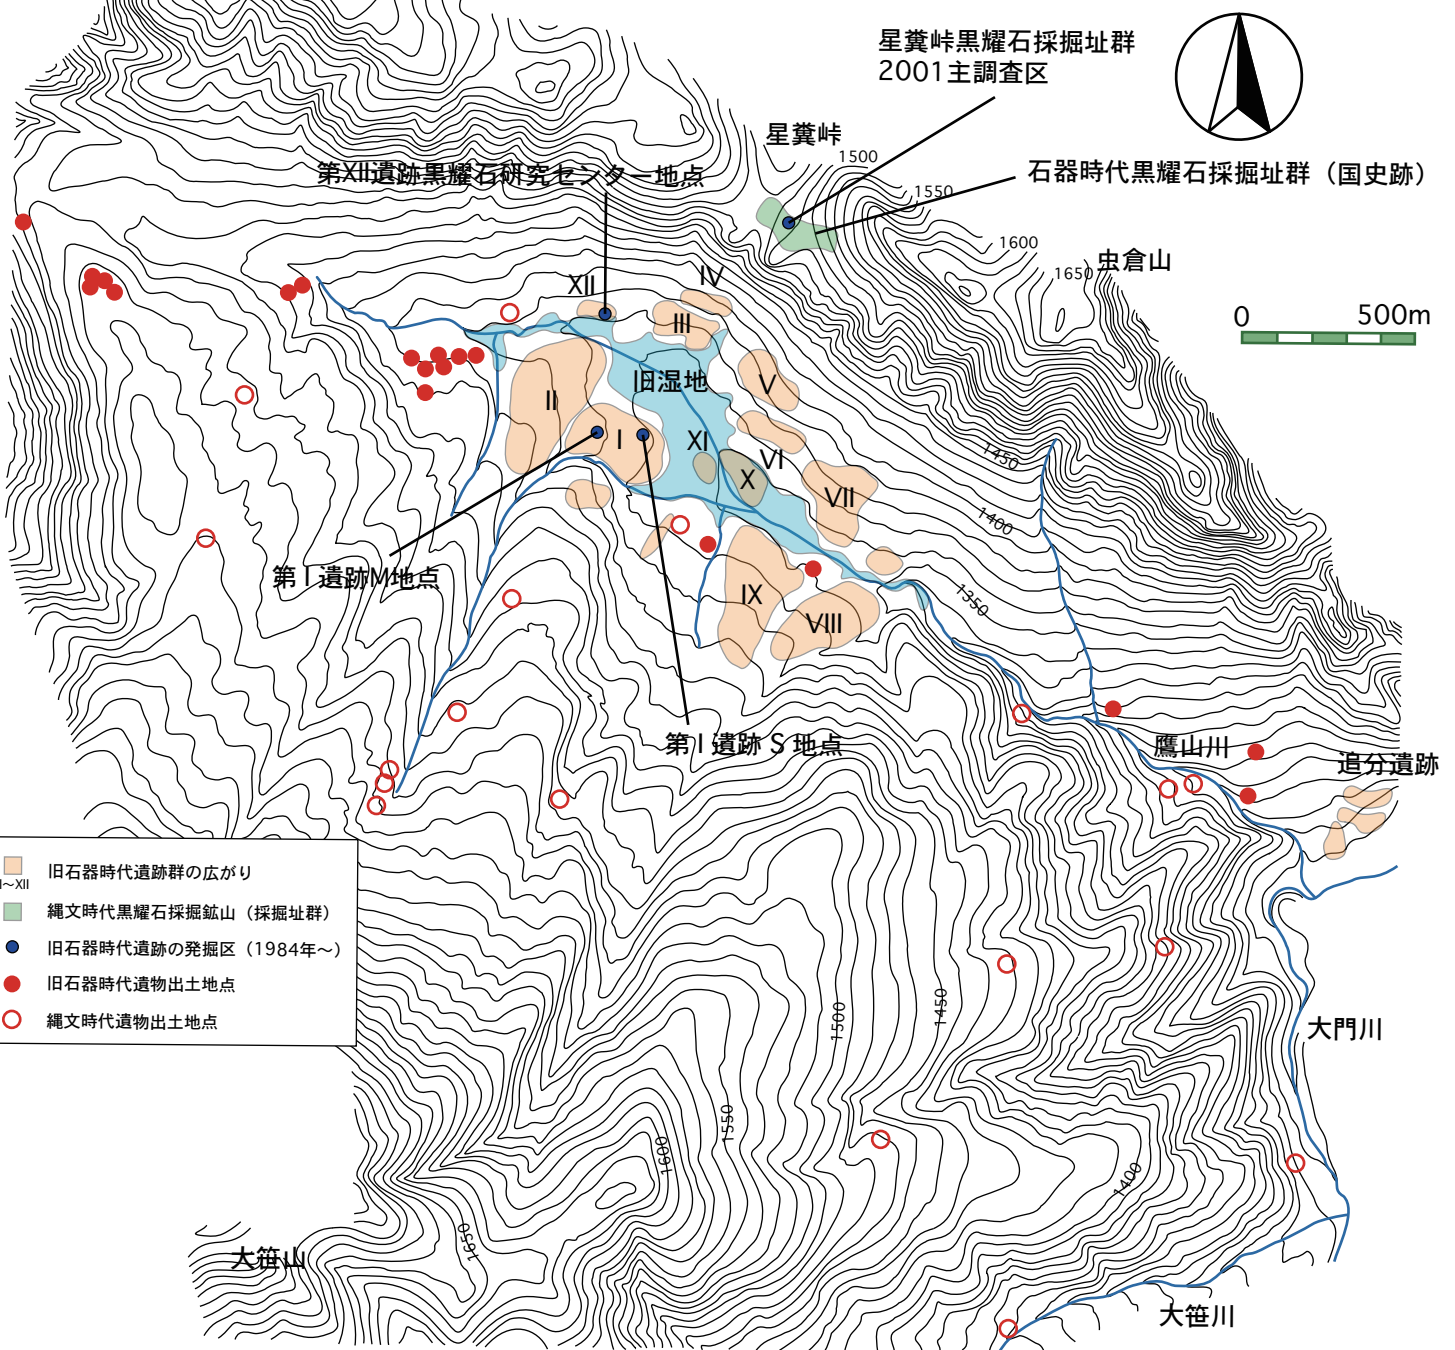 星糞峠黒耀石採掘址群
2001主調査区
星糞峠
1500
石器時代黒耀石採掘址群（国史跡）
第XII遺跡黒耀石研究センター地点
1550
1600
虫倉山
1650
0 500m
XII
IV
III
旧湿地
V
II
I
XI
VI
X
VII
1450
1400
第Ⅰ遺跡M地点
IX
VIII
1350
第Ⅰ遺跡 S 地点
鷹山川
追分遺跡
旧石器時代遺跡群の広がり
I～XII
縄文時代黒耀石採掘鉱山（採掘址群）
旧石器時代遺跡の発掘区（1984年～）
旧石器時代遺物出土地点
縄文時代遺物出土地点
1500
1450
大門川
1550
1600
1400
1650
大笹山
大笹川